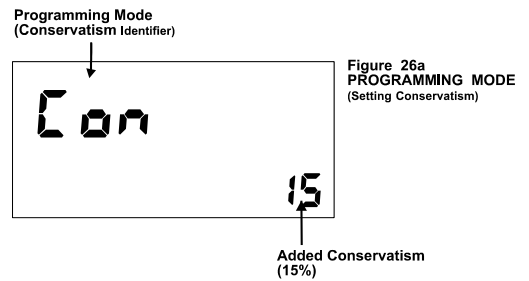 Programming Mode
(Conservatism Identifier)
Figure 26a
PROGRAMMING MODE
(Setting Conservatism)
Con
15
Added Conservatism
(15%)